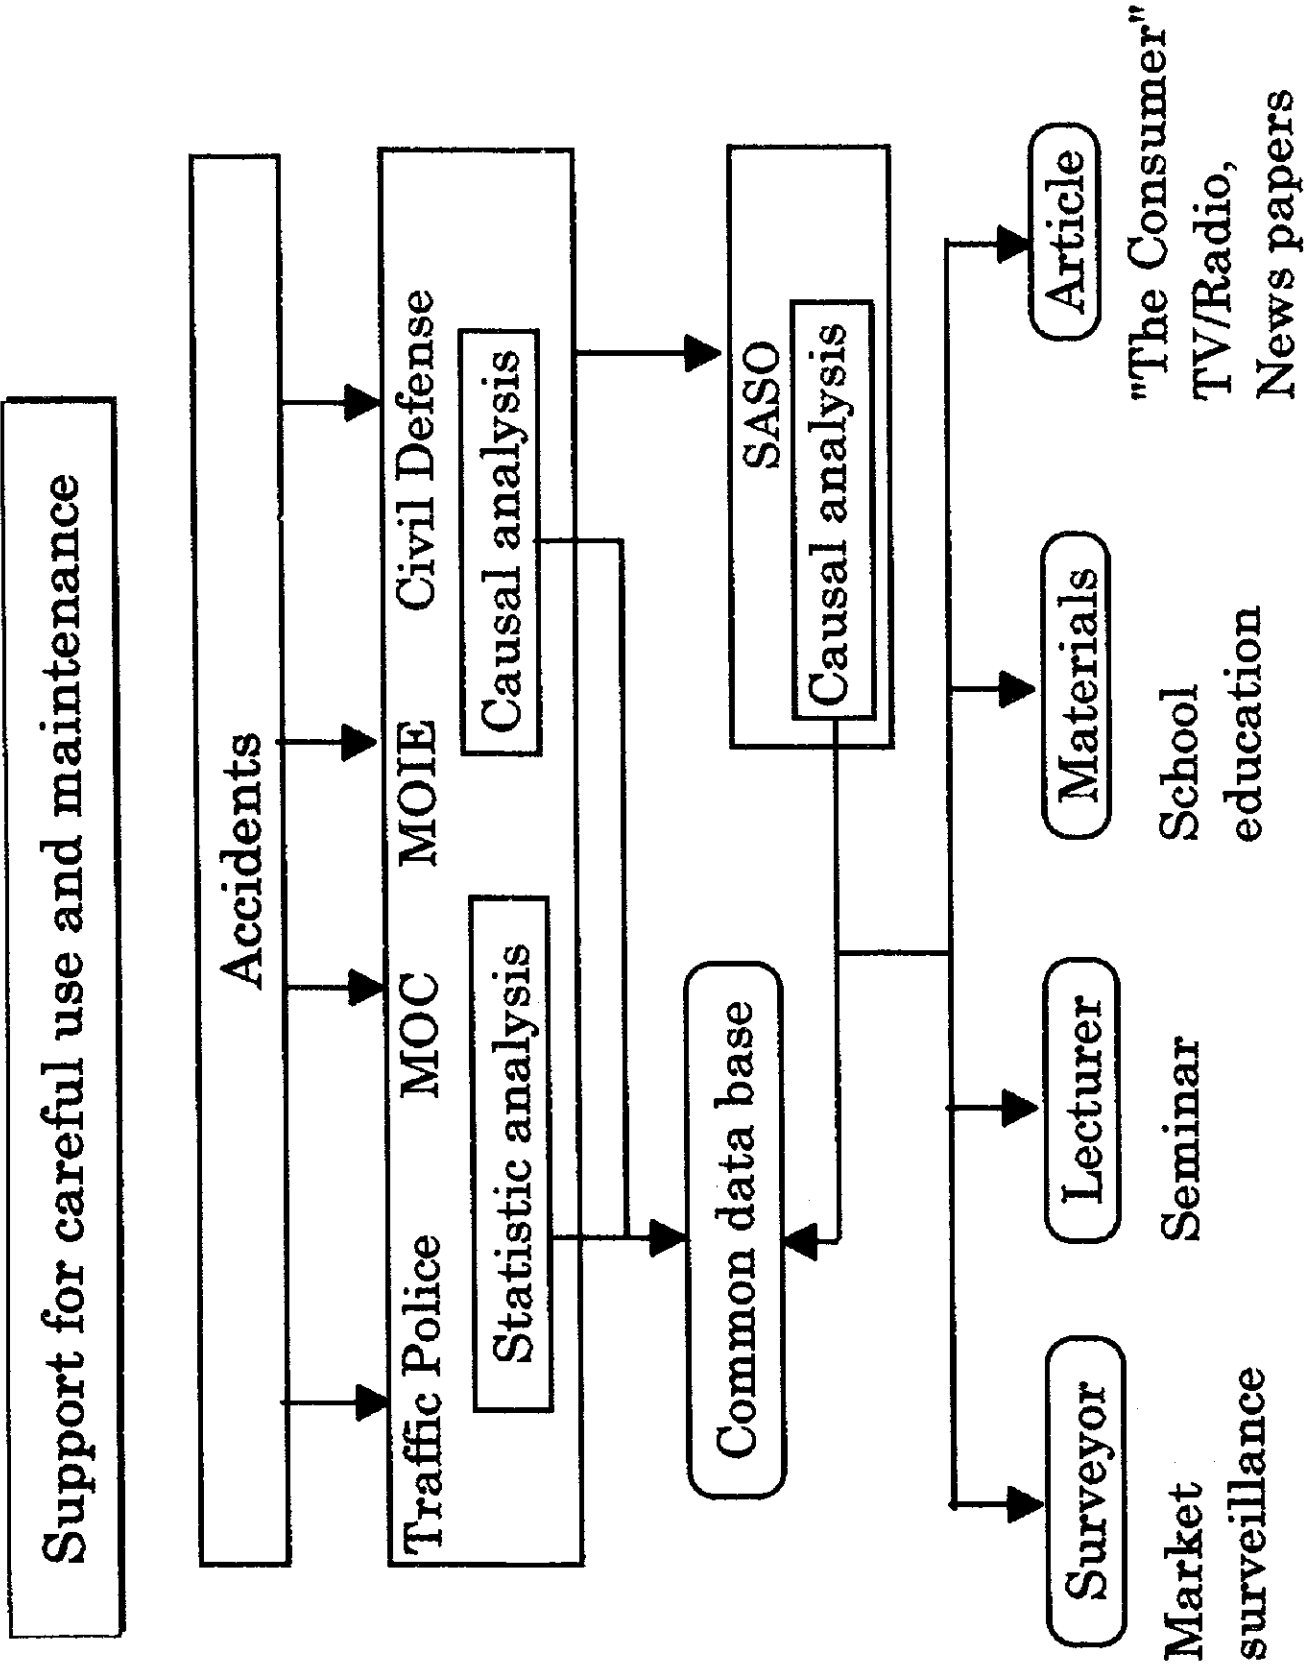 Support for careful use and maintenance
Accidents
Traffic Police MOC MOIE Civil Defense
Statistic analysis
Causal analysis
Common data base
SASO
Causal analysis
Surveyor
Market
surveillance
Lecturer
Seminar
Materials
School
education
Article
"The Consumer"
TV/Radio,
News papers